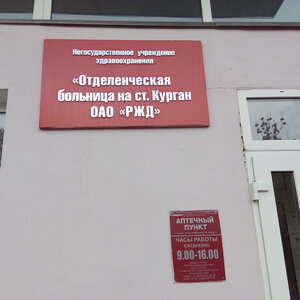 Негосударственное учреждение
здравоохранения
«Отделенческая
больница на ст. Курган
ОАО «РЖД»
АПТЕЧНЫЙ
ПУНКТ
ЧАСЫ РАБОТЫ
ЕЖЕДНЕВНО
9.00-16.00